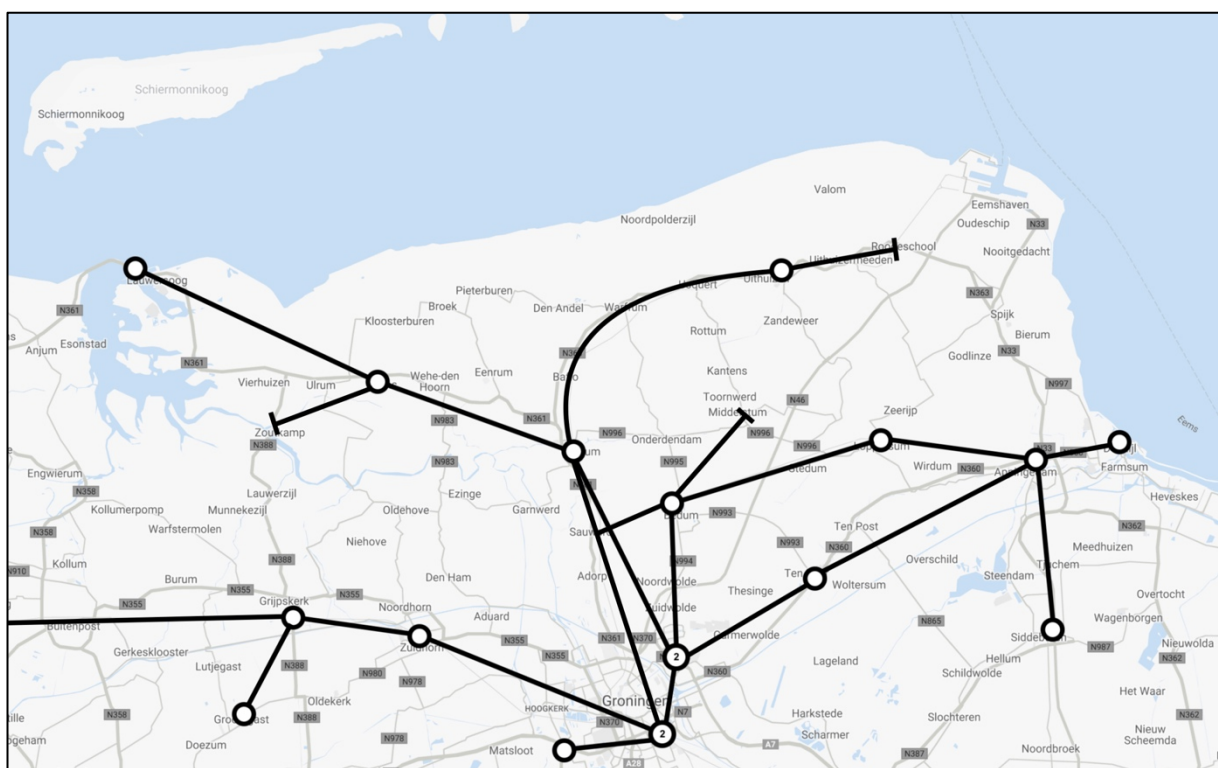 Schiermonnikoog
Schiermonnikoog
Valom
Eemshaven
Noordpolderzijl
Oudeschip
N33
Nooitgedacht
Uithuizermeeden
N361
Pieterburen
N363
Broek
Den Andel
Kloosterburen
Zandeweer
Spijk
Rottum
Bierum
Anjum
Esonstad
N33
Godlinze
N361
Wehe-den
Hoorn
Eenrum
Kantens
Vierhuizen
Ulrum
N997
Toornwerd
N46
Zeerijp
N361
N983
N996
N996
Eems
Onderdendam
N996
N388
N33
Engwierum
N983
N995
Wirdum
N360
Farmsum
N358
Lauwerzijl
Heveskes
Kollumerpomp
Munnekezijl
Oldehove
Ezinge
Garnwerd
N993
Ten Post
N362
Warfstermolen
N358
Niehove
N993
N360
Meedhuizen
N388
N994
Overschild
Kollum
N910
Burum
Den Ham
Adorp
Noordwolde
Steendam
N355
Thesinge
Woltersum
Overtocht
Grijpskerk
N355
Noordhorn
N355
Zuidwolde
Wagenborgen
Aduard
N865
Buitenpost
N361
N370
Garmerwolde
Nieuwolda
N355
Gerkesklooster
Lutjegast
N355
N360
Lageland
Hellum
N987
N362
N388
N980
Schildwolde
N978
Oldekerk
Groningen
Het Waar
HOOGKERK
N358
N388
N7
Harkstede
Slochteren
N362
N370
Scharmer
Nieuw
Scheemda
Doezum
N978
2
2
Matsloot
A7
N387
Noordbroek
A28